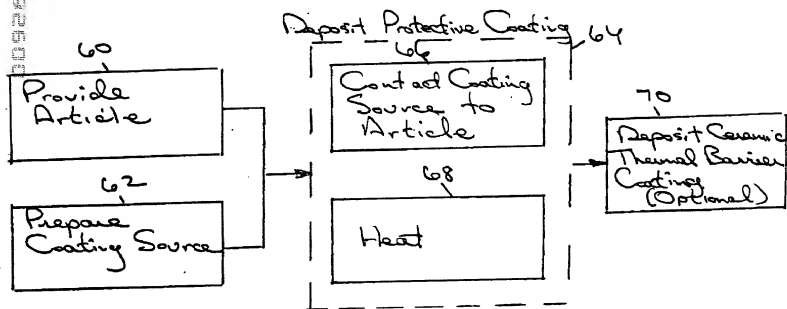 Deposit Protective Coating
64
60
Provide
Article
62
Prepare
Coating Source
66
Contact Coating
Source to
Article
68
Heat
70
Deposit Ceramic
Thermal Barrier
Coating
(Optional)